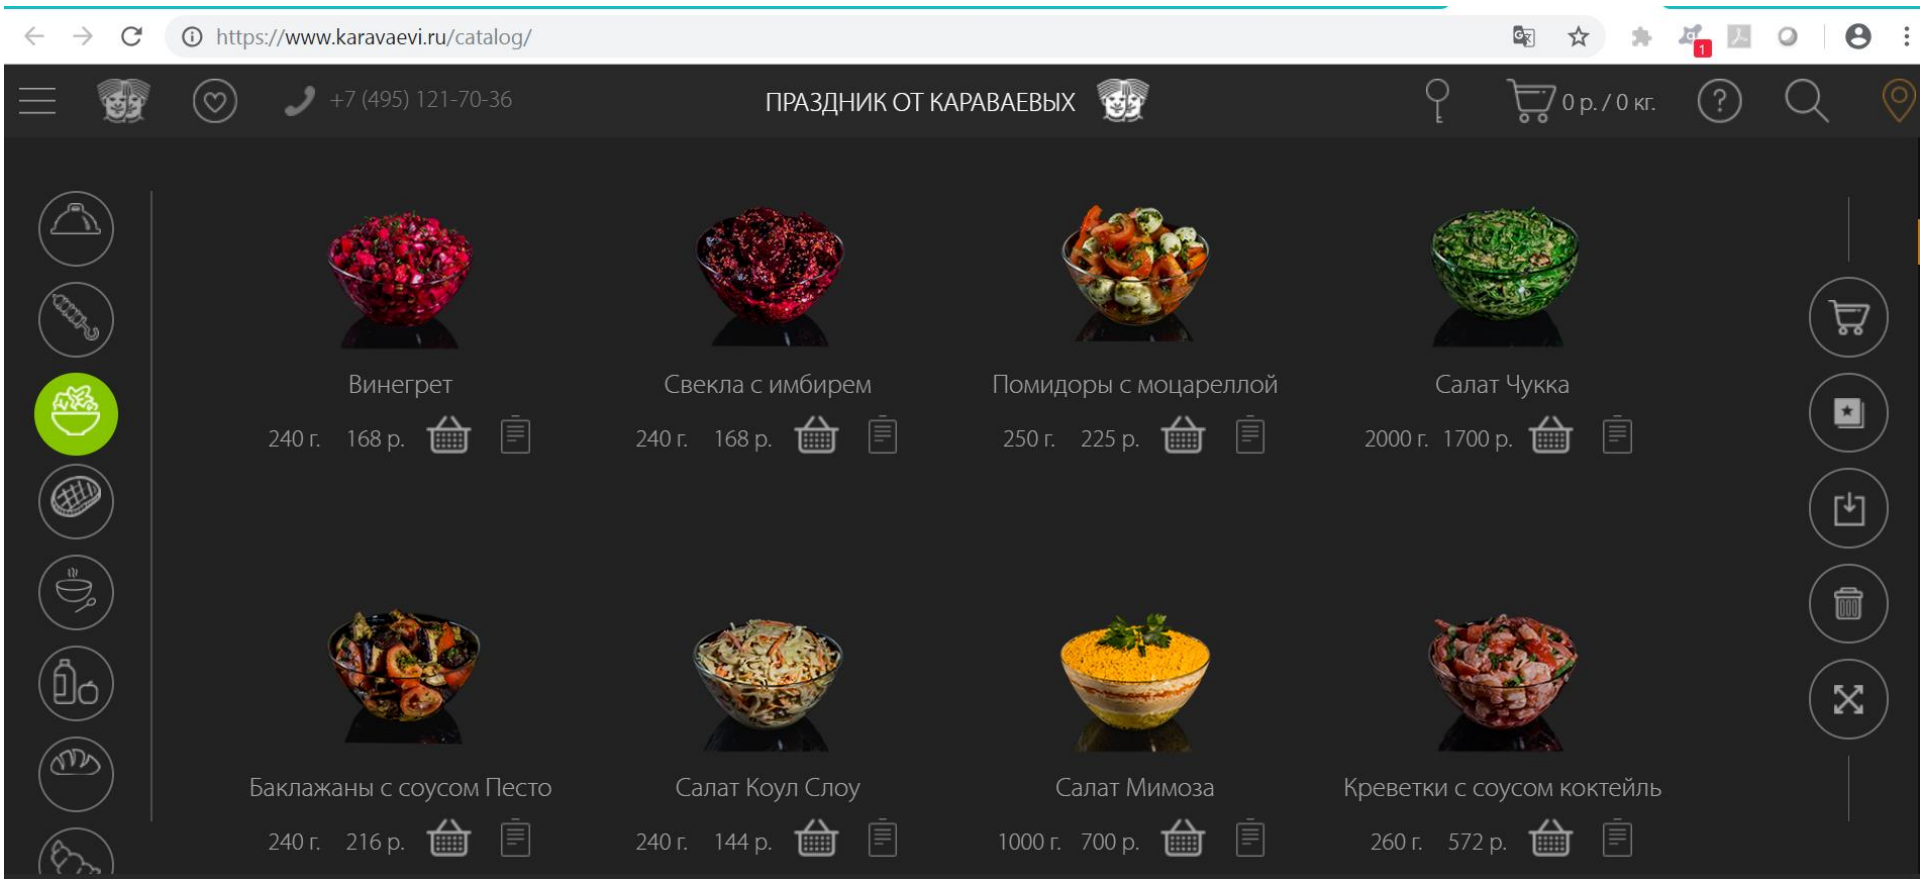 https://www.karavaevi.ru/catalog/
1
+7 (495) 121-70-36
ПРАЗДНИК ОТ КАРАВАЕВЫХ
0 р. / 0 кг.
?
Винегрет
240 г. 168 р.
Свекла с имбирем
240 г. 168 р.
Помидоры с моцареллой
250 г. 225 р.
Салат Чукка
2000 г. 1700 р.
Баклажаны с соусом Песто
240 г. 216 р.
Салат Коул Слоу
240 г. 144 р.
Салат Мимоза
1000 г. 700 р.
Креветки с соусом коктейль
260 г. 572 р.